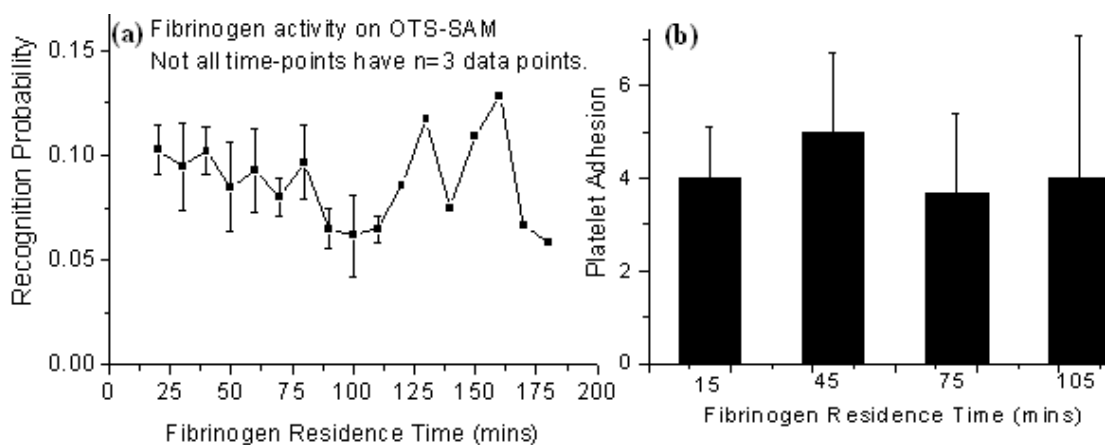 (a) Fibrinogen activity on OTS-SAM
Not all time-points have n=3 data points.
Recognition Probability
0.15
0.10
0.05
0.00
0 25 50 75 100 125 150 175 200
Fibrinogen Residence Time (mins)
(b)
Platelet Adhesion
6
4
2
0
15 45 75 105
Fibrinogen Residence Time (mins)